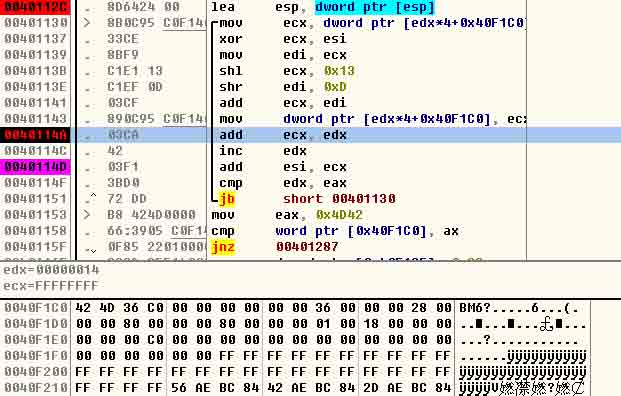 0040112C . 8D6424 00 lea esp, dword ptr [esp]
00401130 > 8B0C95 C0F14( mov ecx, dword ptr [edx*4+0x40F1C0]
00401137 . 33CE xor ecx, esi
00401139 . 8BF9 mov edi, ecx
0040113B . C1E1 13 shl ecx, 0x13
0040113E . C1EF 0D shr edi, 0xD
00401141 . 03CF add ecx, edi
00401143 . 890C95 C0F14( mov dword ptr [edx*4+0x40F1C0], ec
0040114A . 03CA add ecx, edx
0040114C . 42 inc edx
0040114D . 03F1 add esi, ecx
0040114F . 3BD0 cmp edx, eax
00401151 .^ 72 DD jb short 00401130
00401153 > B8 424D0000 mov eax, 0x4D42
00401158 . 66:3905 C0F14 cmp word ptr [0x40F1C0], ax
0040115F .⌄ 0F85 2201000( jnz 00401287
edx=00000014
ecx=FFFFFFFF
0040F1C0 42 4D 36 C0 00 00 00 00 00 00 36 00 00 00 28 00 BM6?......6...(.
0040F1D0 00 00 80 00 00 00 80 00 00 00 01 00 18 00 00 00
0040F1E0 00 00 00 C0 00 00 00 00 00 00 00 00 00 00 00 00 ...?............
0040F1F0 00 00 00 00 00 00 FF FF FF FF FF FF FF FF FF FF ......ÿÿÿÿÿÿÿÿÿÿ
0040F200 FF FF FF FF FF FF FF FF FF FF FF FF FF FF FF FF ÿÿÿÿÿÿÿÿÿÿÿÿÿÿÿÿ
0040F210 FF FF FF FF 56 AE BC 84 42 AE BC 84 2D AE BC 84